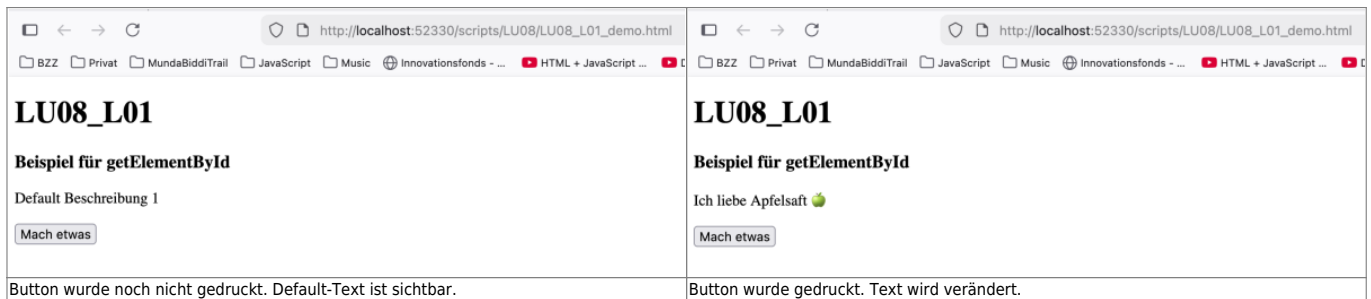 http://localhost:52330/scripts/LU08/LU08_L01_demo.html
BZZ Privat MundaBiddiTrail JavaScript Music Innovationsfonds - ... HTML + JavaScript ...
LU08_L01
Beispiel für getElementById
Default Beschreibung 1
Mach etwas
Button wurde noch nicht gedruckt. Default-Text ist sichtbar.
http://localhost:52330/scripts/LU08/LU08_L01_demo.html
BZZ Privat MundaBiddiTrail JavaScript Music Innovationsfonds - ... HTML + JavaScript ...
LU08_L01
Beispiel für getElementById
Ich liebe Apfelsaft 🍏
Mach etwas
Button wurde gedruckt. Text wird verändert.